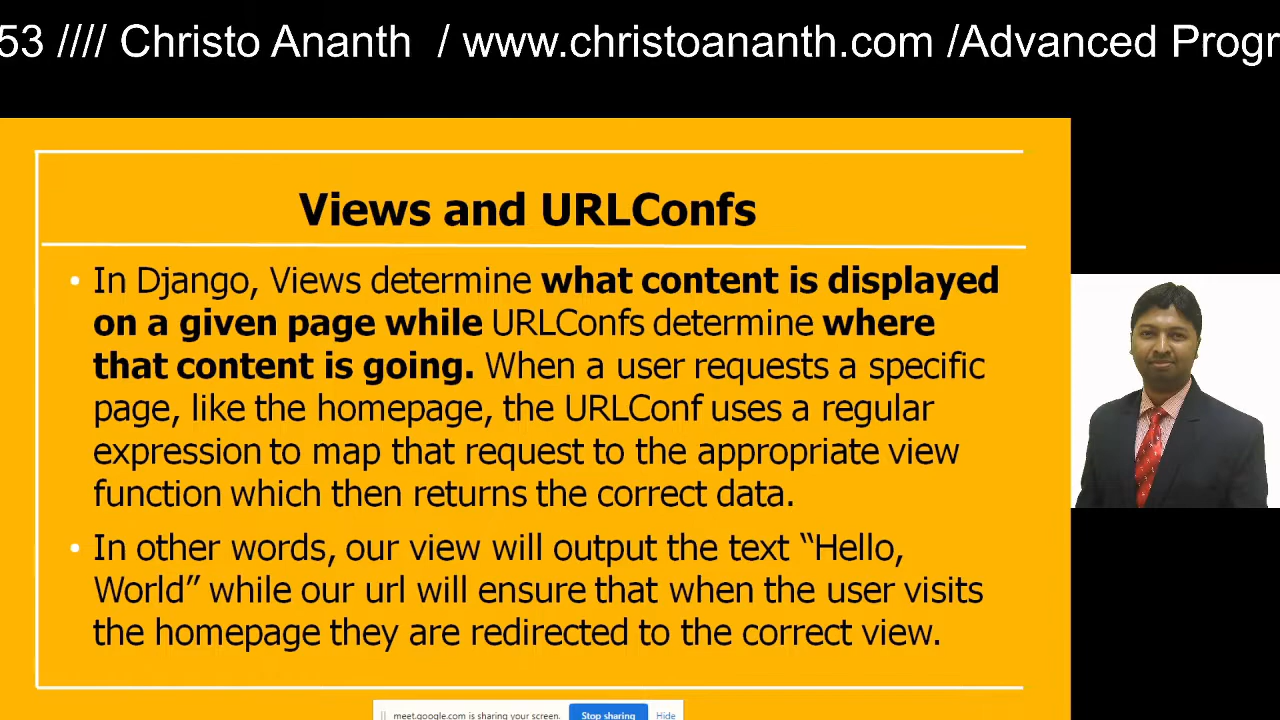 53 //// Christo Ananth / www.christoananth.com /Advanced Progr
Views and URLConfs
• In Django, Views determine what content is displayed
on a given page while URLConfs determine where
that content is going. When a user requests a specific
page, like the homepage, the URLConf uses a regular
expression to map that request to the appropriate view
function which then returns the correct data.
• In other words, our view will output the text “Hello,
World” while our url will ensure that when the user visits
the homepage they are redirected to the correct view.
meet.google.com is sharing your screen. Stop sharing Hide